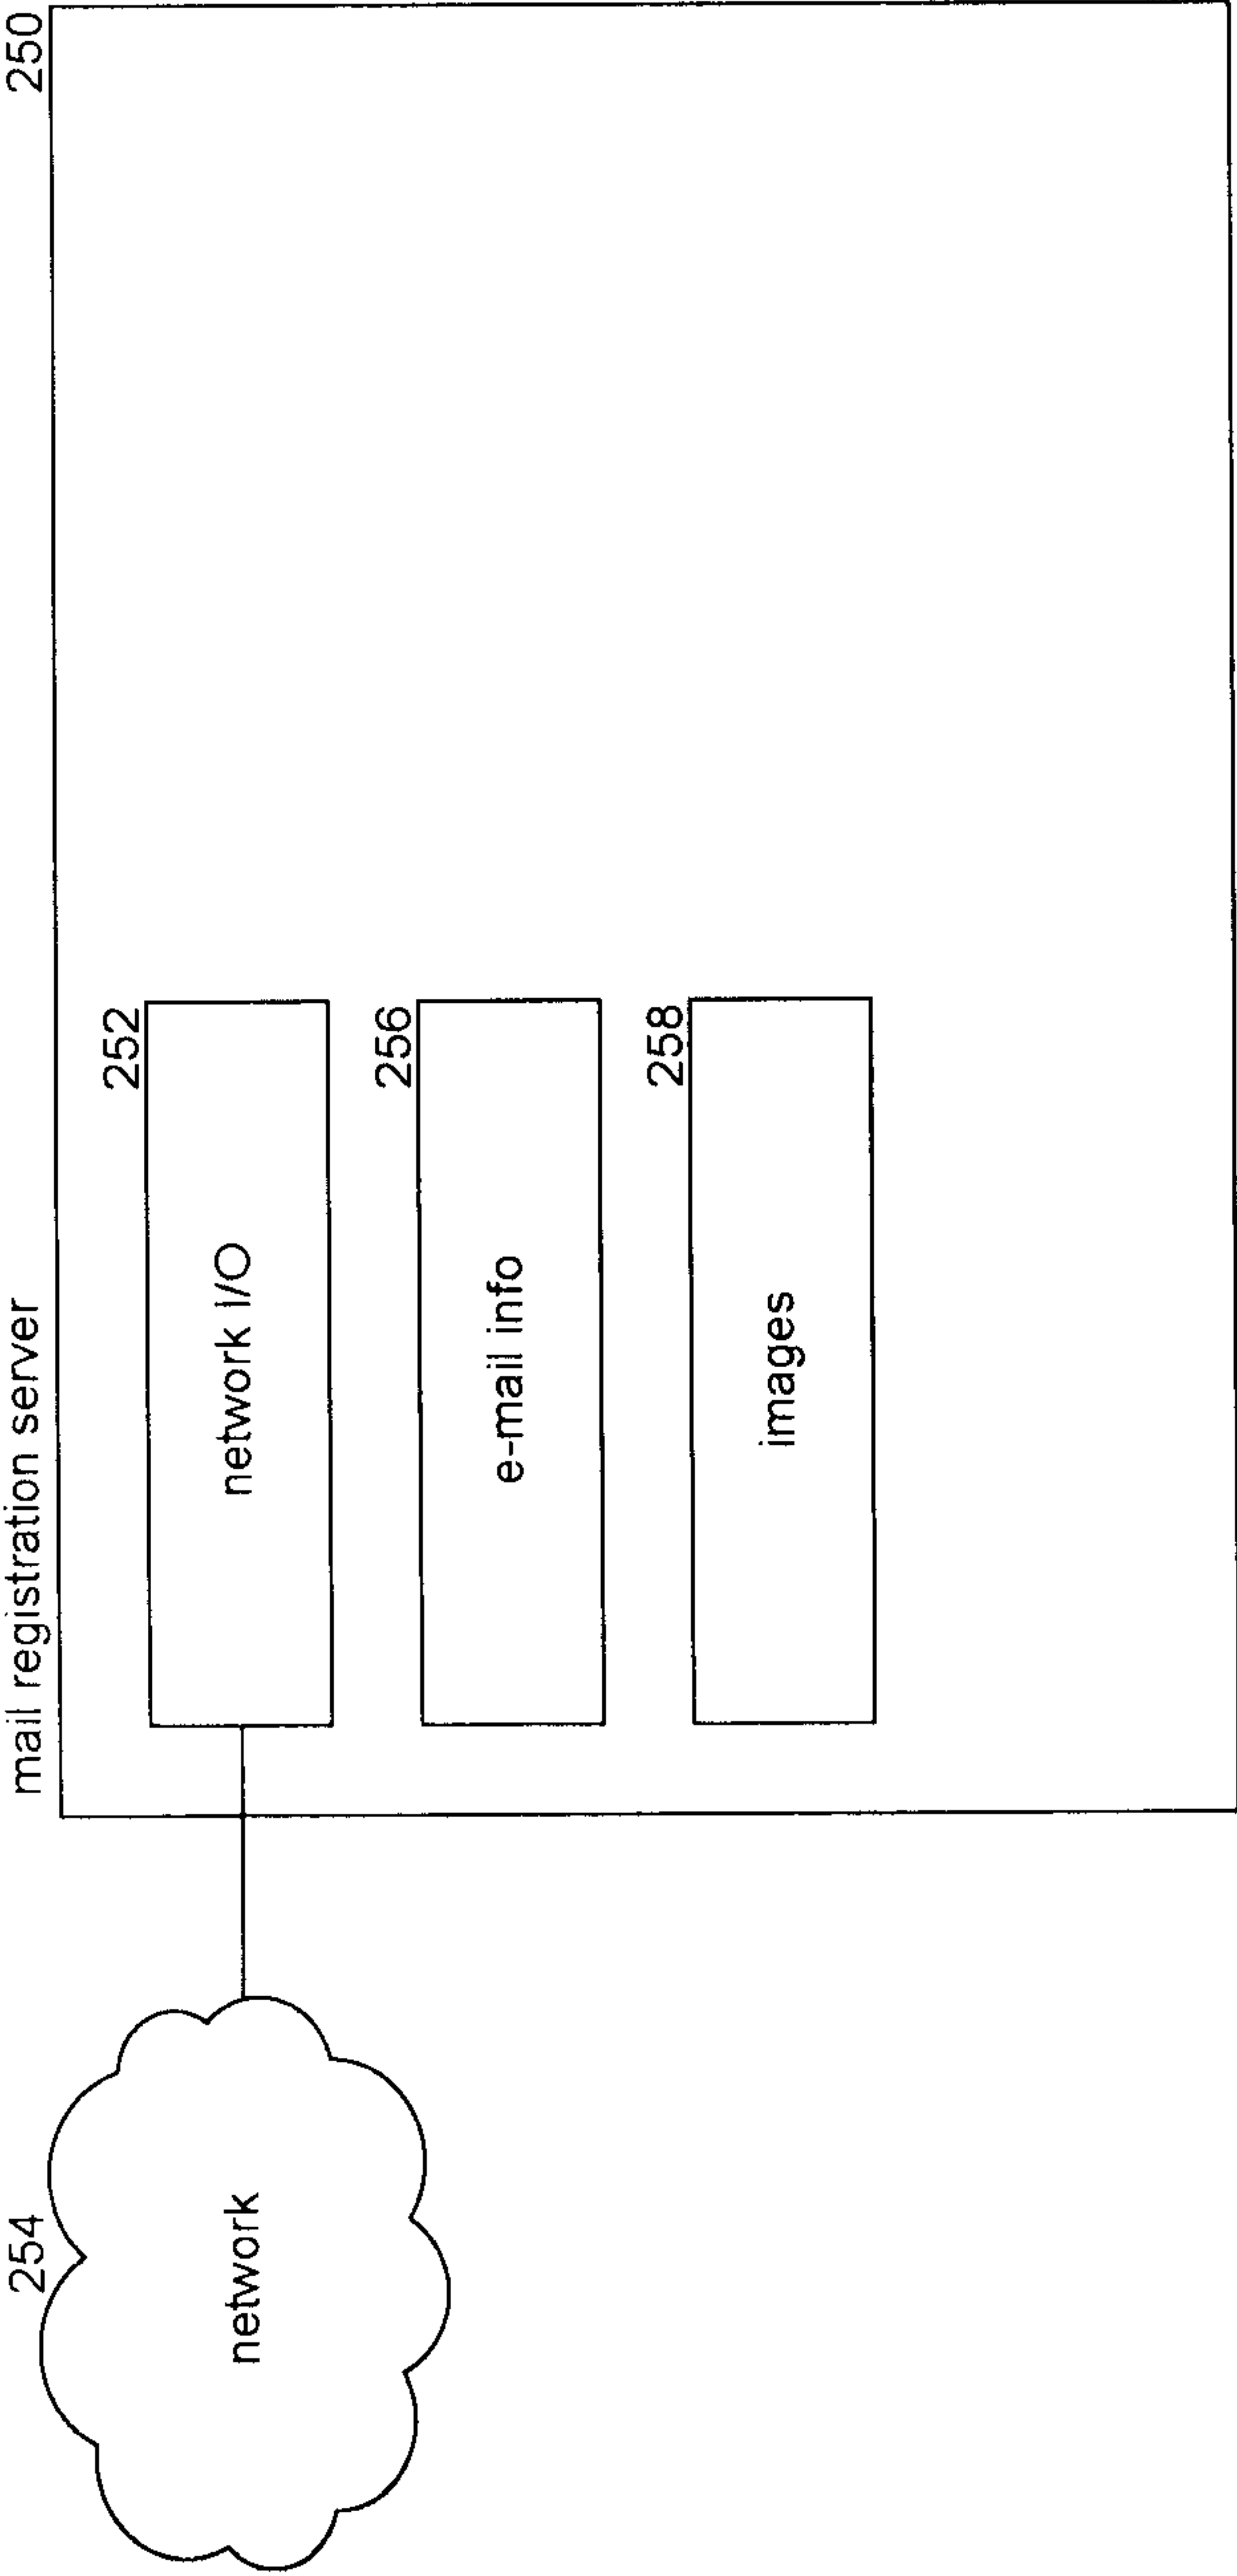 254
mail registration server
250
network
252
network I/O
256
e-mail info
258
images